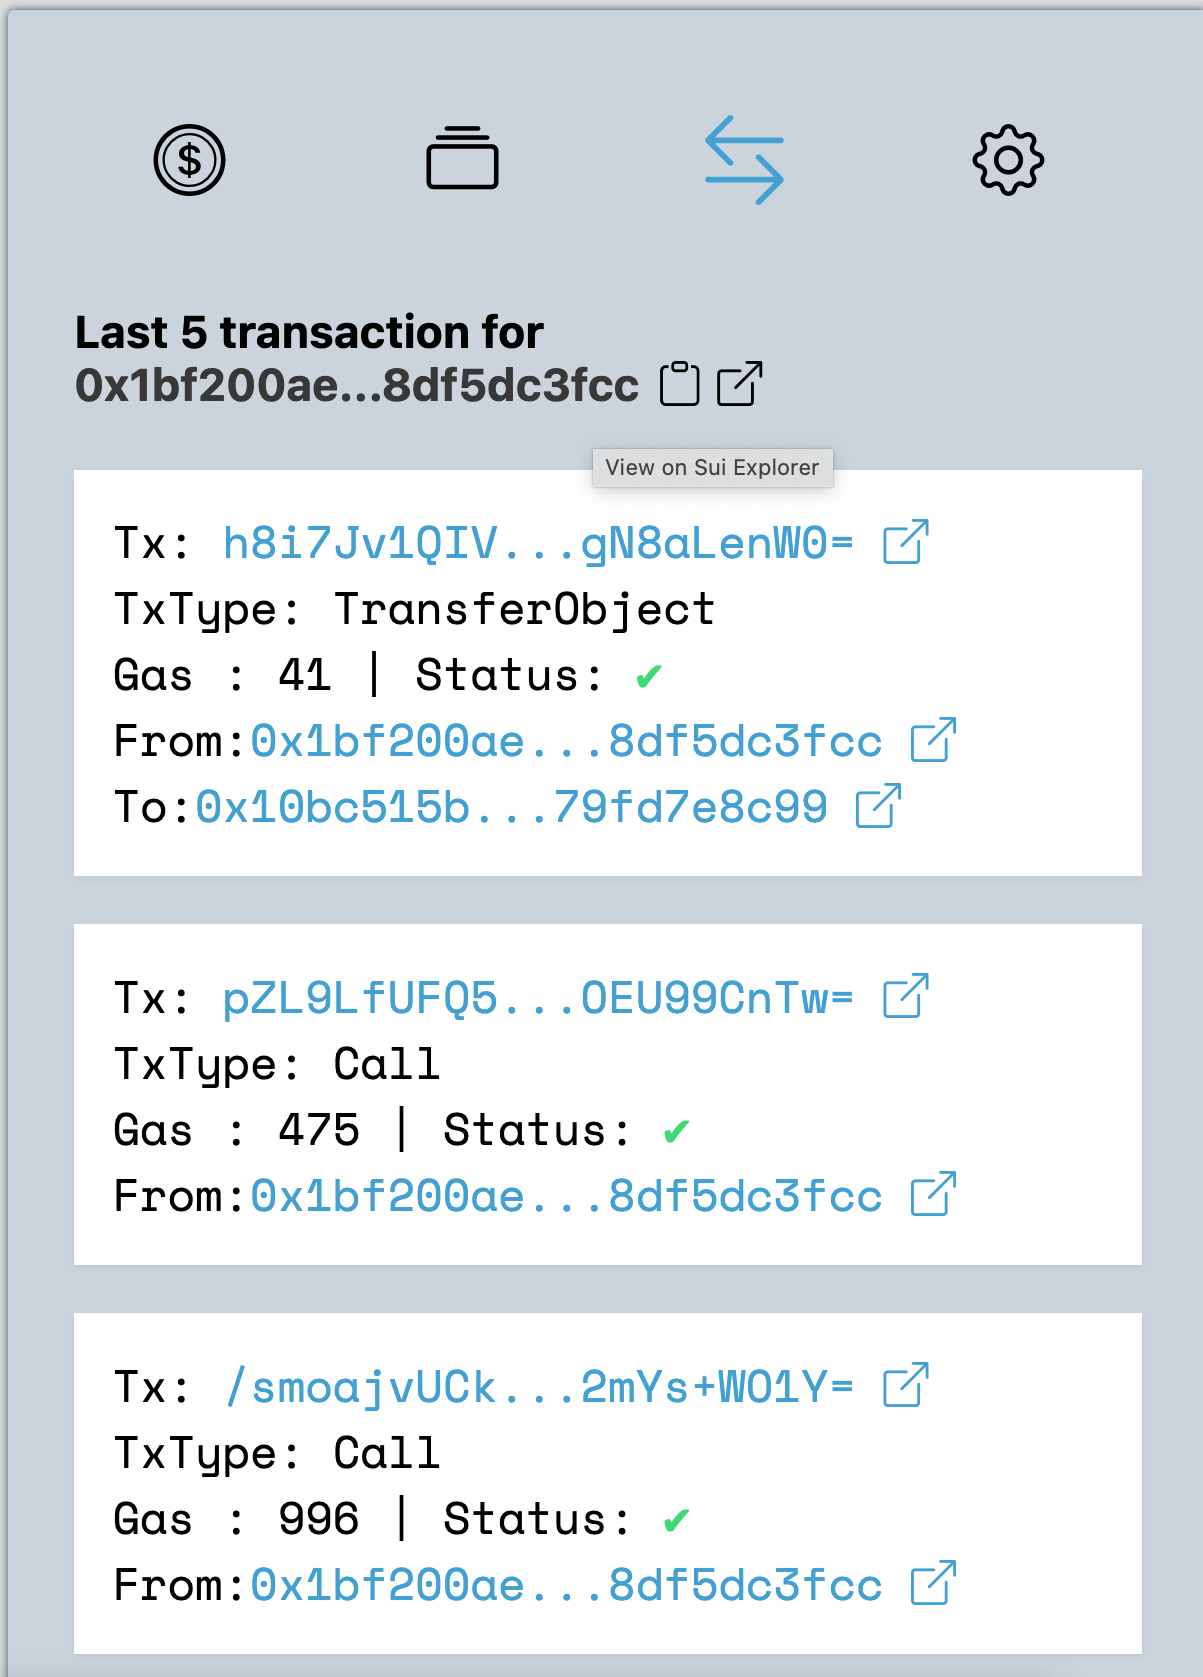 $
Last 5 transaction for
0x1bf200ae...8df5dc3fcc
View on Sui Explorer
Tx: h8i7Jv1QIV...gN8aLenW0=
TxType: TransferObject
Gas : 41 | Status: ✔
From:0x1bf200ae...8df5dc3fcc
To:0x10bc515b...79fd7e8c99
Tx: pZL9LfUFQ5...OEU99CnTw=
TxType: Call
Gas : 475 | Status: ✔
From:0x1bf200ae...8df5dc3fcc
Tx: /smoajvUCk...2mYs+WO1Y=
TxType: Call
Gas : 996 | Status: ✔
From:0x1bf200ae...8df5dc3fcc